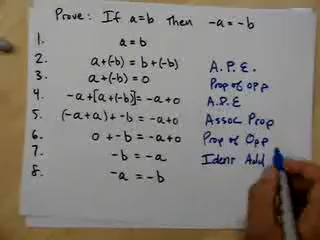 Prove: If a=b Then -a=-b
1. a=b
2. a+(-b)=b+(-b) A.P.E.
3. a+(-b)=0 Prop of opp
4. -a+[a+(-b)]=-a+0 A.P.E
5. (-a+a)+-b=-a+0 Assoc Prop
6. 0+-b=-a+0 Prop of Opp
7. -b=-a Ident Add
8. -a=-b